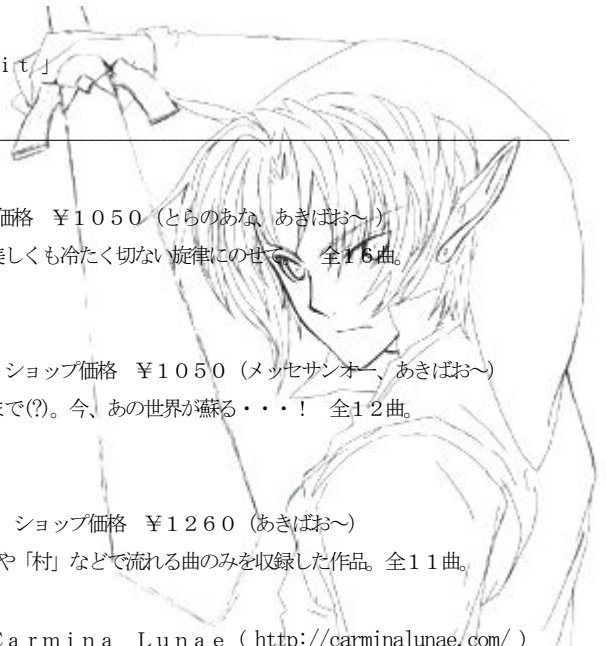 ｉｔ」
価格　￥１０５０（とらのあな、あきばお～）
美しくも冷たく切ない旋律にのせて。　全１６曲。
ショップ価格　￥１０５０（メッセサンオー、あきばお～）
まで(?)。今、あの世界が蘇る・・・！　全１２曲。
ショップ価格　￥１２６０（あきばお～）
や「村」などで流れる曲のみを収録した作品。全１１曲。
Ｃａｒｍｉｎａ　Ｌｕｎａｅ（ http://carminalunae.com/ ）